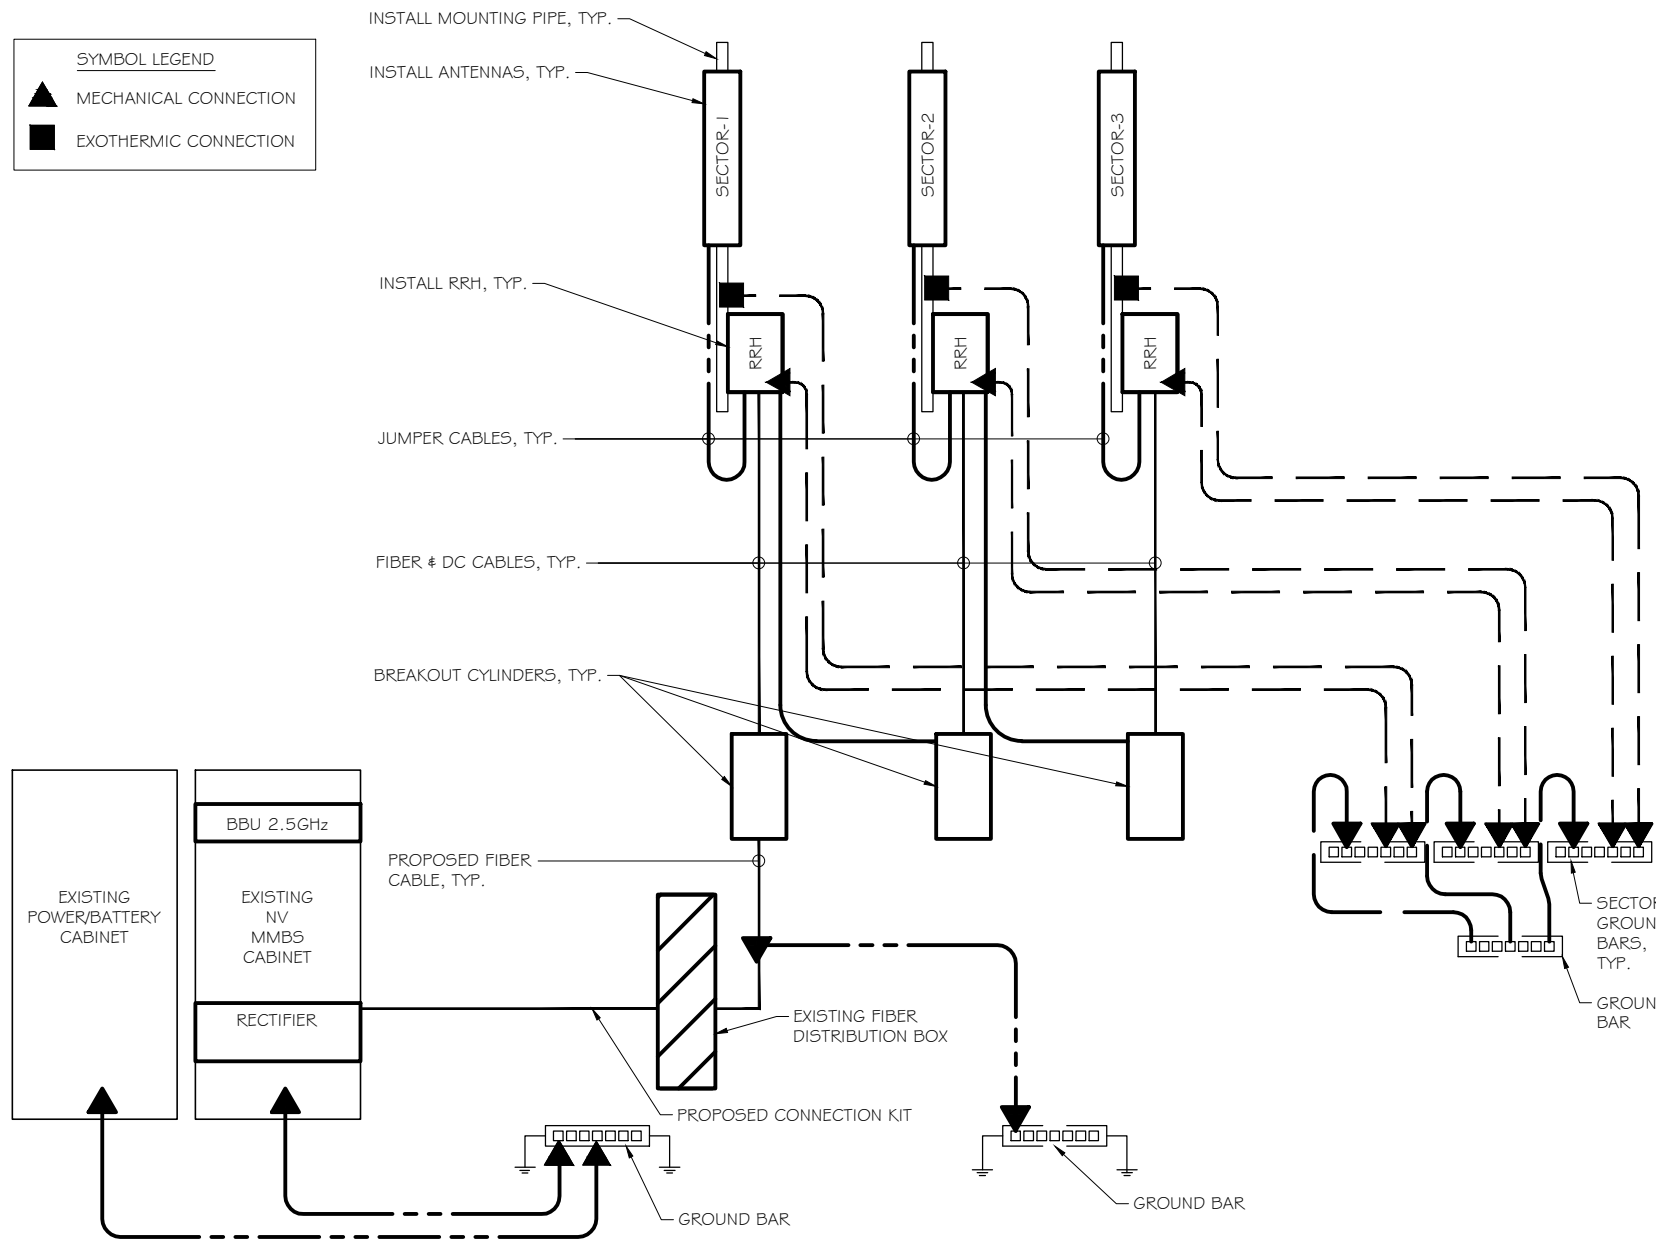 INSTALL MOUNTING PIPE, TYP.
SYMBOL LEGEND
MECHANICAL CONNECTION
EXOTHERMIC CONNECTION
INSTALL ANTENNAS, TYP.
SECTOR-1
SECTOR-2
SECTOR-3
INSTALL RRH, TYP.
RRH
RRH
RRH
JUMPER CABLES, TYP.
FIBER & DC CABLES, TYP.
BREAKOUT CYLINDERS, TYP.
BBU 2.5GHz
PROPOSED FIBER
CABLE, TYP.
EXISTING
POWER/BATTERY
CABINET
EXISTING
NV
MMBS
CABINET
RECTIFIER
EXISTING FIBER
DISTRIBUTION BOX
SECTOR
GROUN
BARS,
TYP.
GROUN
BAR
PROPOSED CONNECTION KIT
GROUND BAR
GROUND BAR